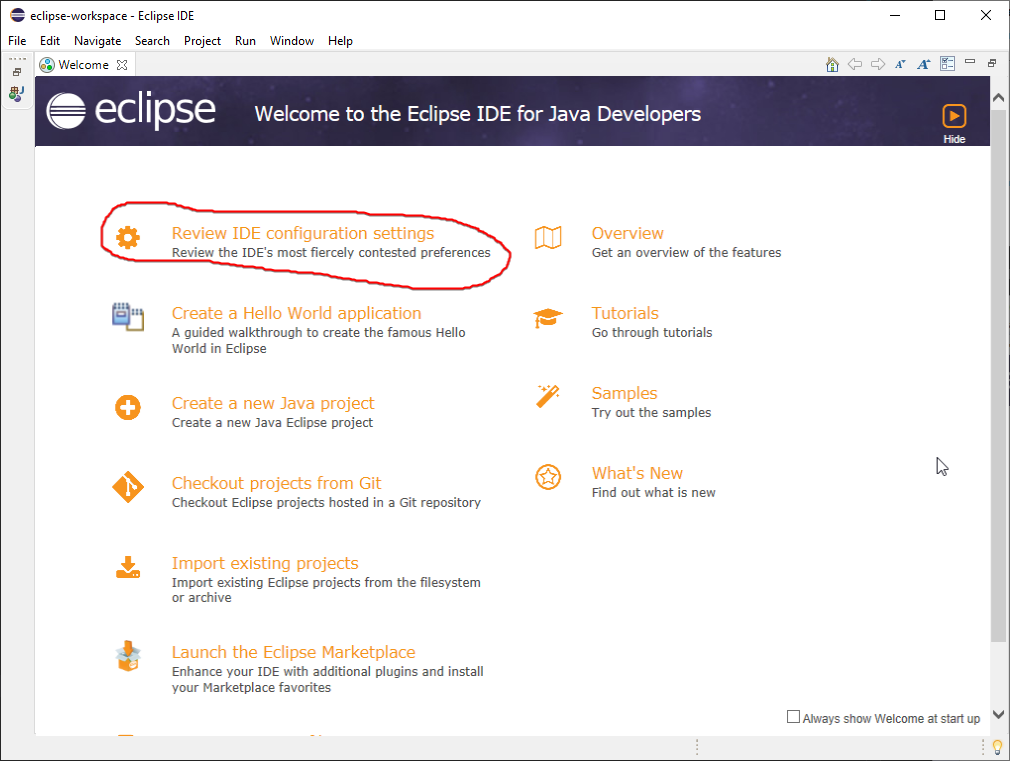 eclipse-workspace - Eclipse IDE
File Edit Navigate Search Project Run Window Help
Welcome
eclipse
Welcome to the Eclipse IDE for Java Developers
Hide
Review IDE configuration settings
Review the IDE's most fiercely contested preferences
Create a Hello World application
A guided walkthrough to create the famous Hello
World in Eclipse
Create a new Java project
Create a new Java Eclipse project
Checkout projects from Git
Checkout Eclipse projects hosted in a Git repository
Import existing projects
Import existing Eclipse projects from the filesystem
or archive
Launch the Eclipse Marketplace
Enhance your IDE with additional plugins and install
your Marketplace favorites
Overview
Get an overview of the features
Tutorials
Go through tutorials
Samples
Try out the samples
What's New
Find out what is new
Always show Welcome at start up